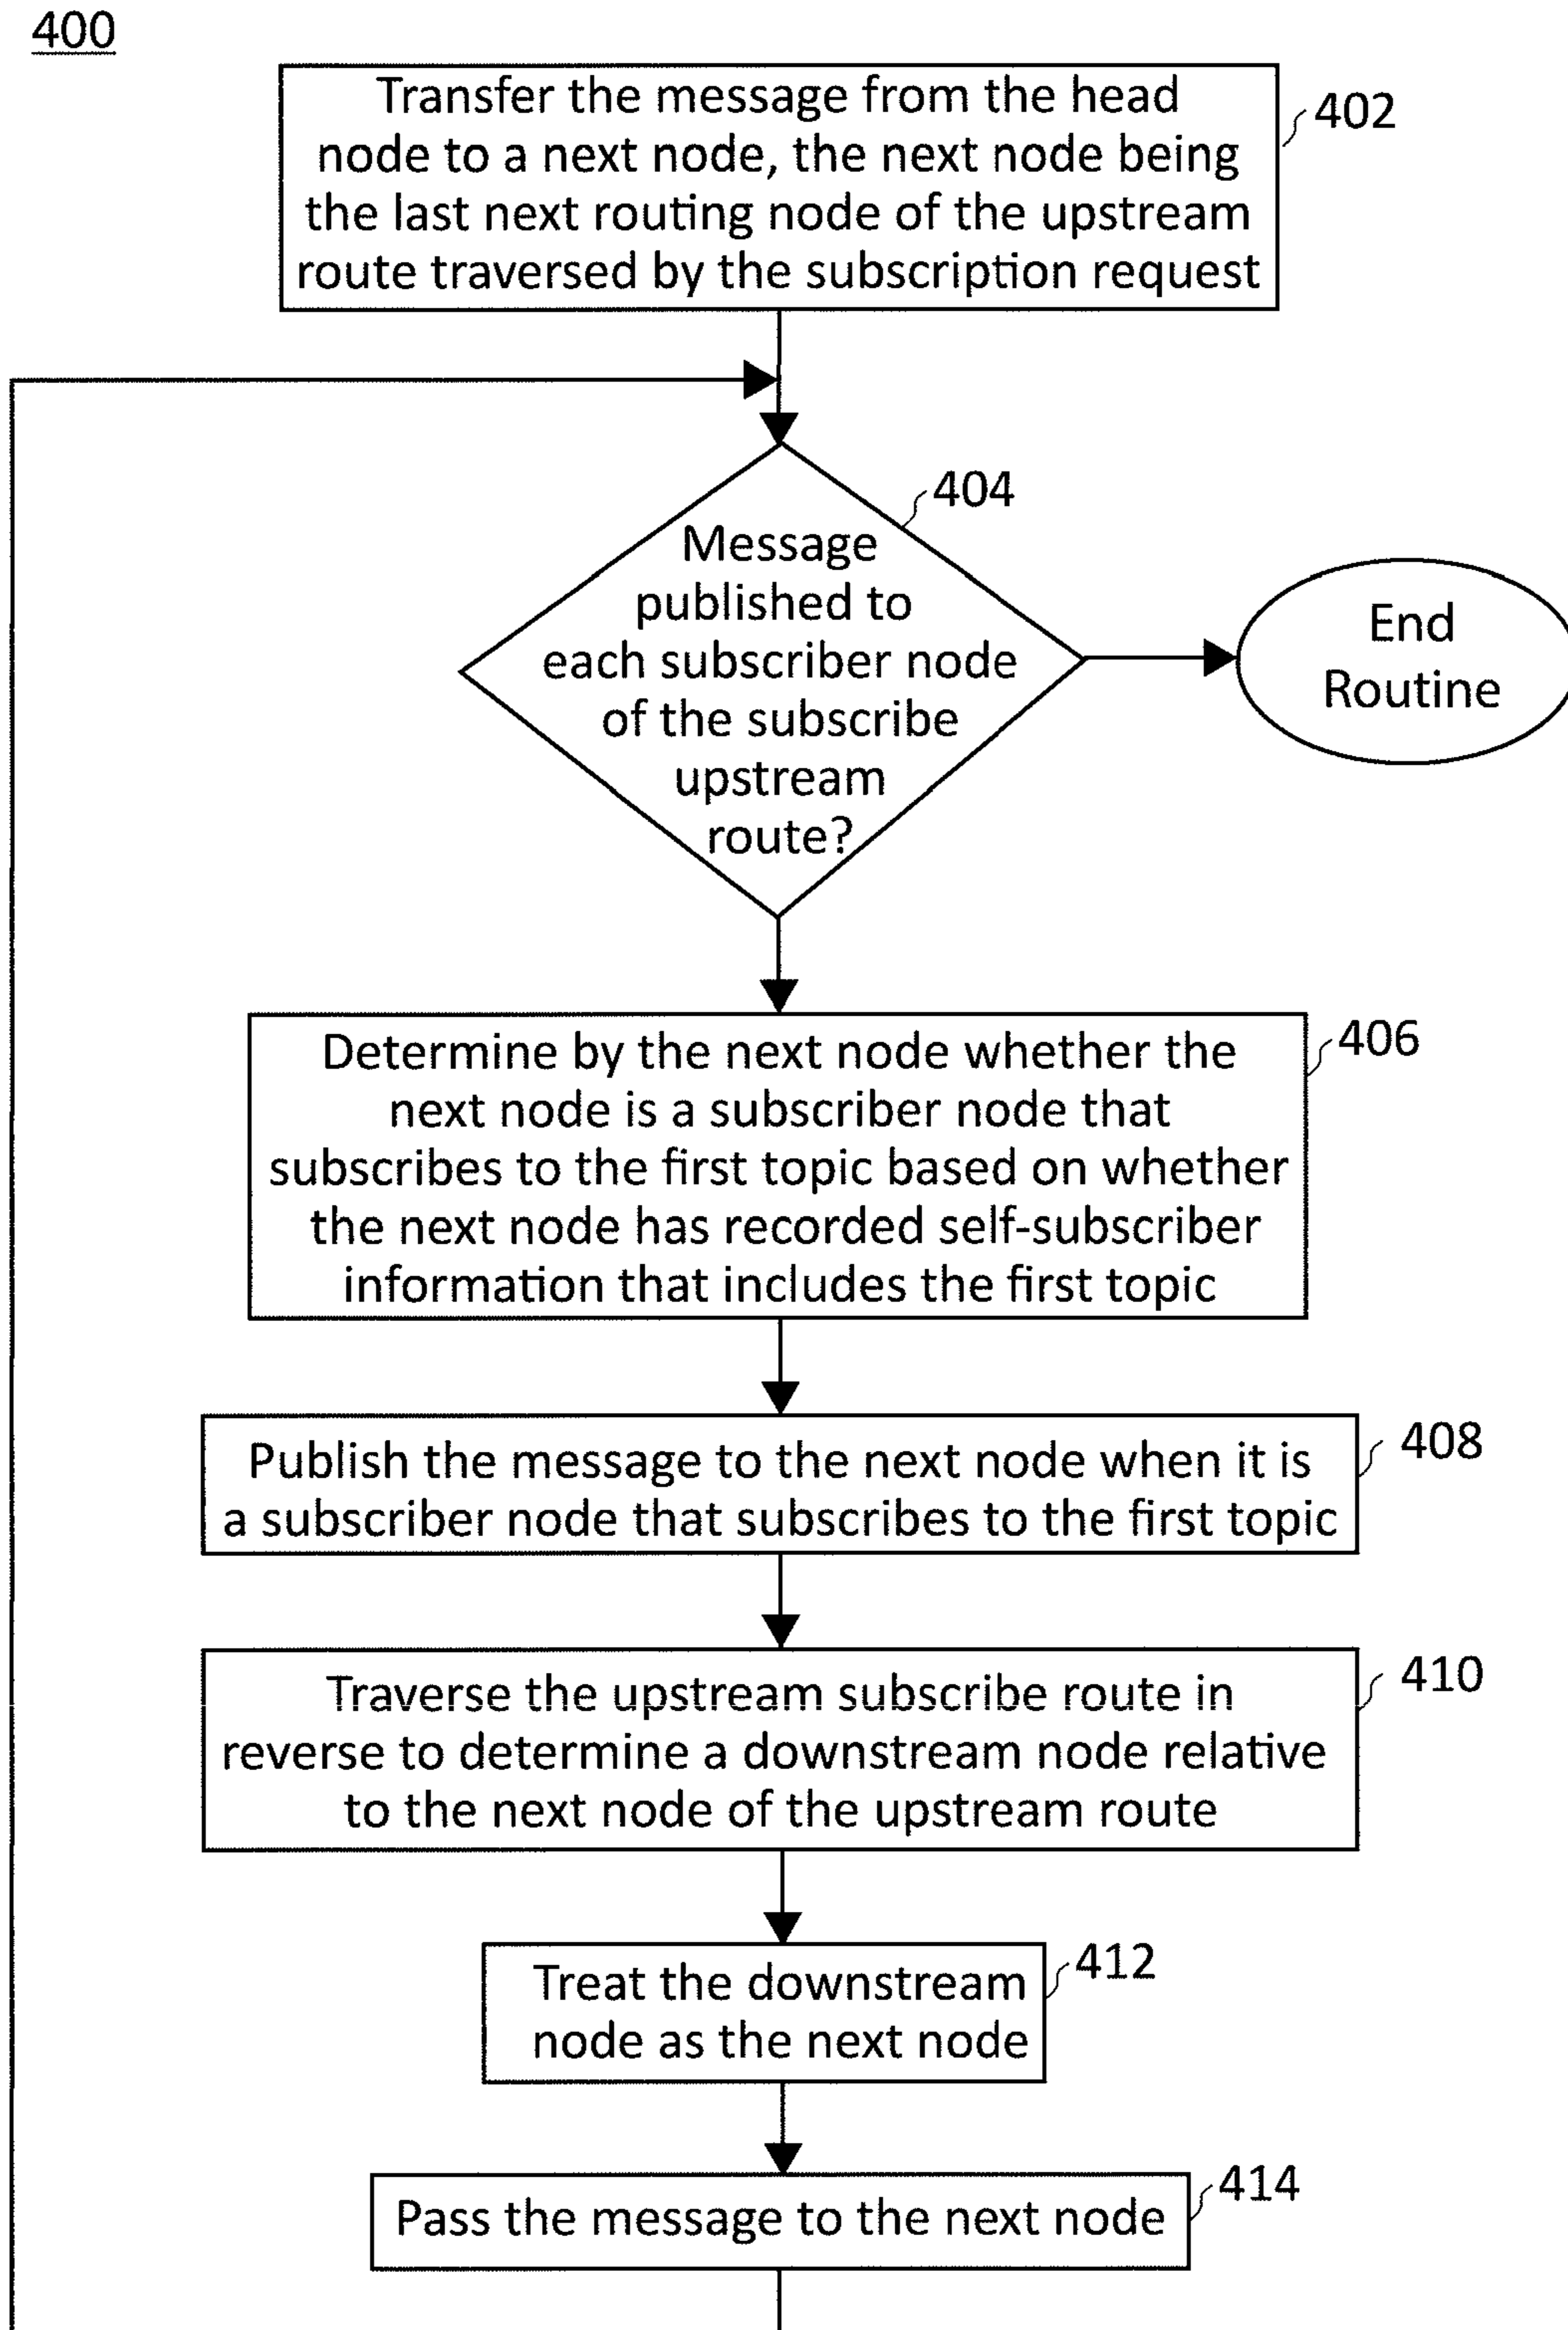 400
Transfer the message from the head
node to a next node, the next node being
the last next routing node of the upstream
route traversed by the subscription request
402
404
Message
published to
each subscriber node
of the subscribe
upstream
route?
End
Routine
Determine by the next node whether the
next node is a subscriber node that
subscribes to the first topic based on whether
the next node has recorded self-subscriber
information that includes the first topic
406
Publish the message to the next node when it is
a subscriber node that subscribes to the first topic
408
Traverse the upstream subscribe route in
reverse to determine a downstream node relative
to the next node of the upstream route
410
Treat the downstream
node as the next node
412
Pass the message to the next node
414